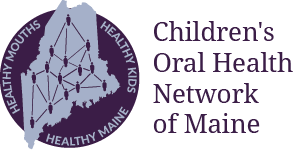 HEALTHY MOUTHS
HEALTHY KIDS
HEALTHY MAINE
Children's
Oral Health
Network
of Maine